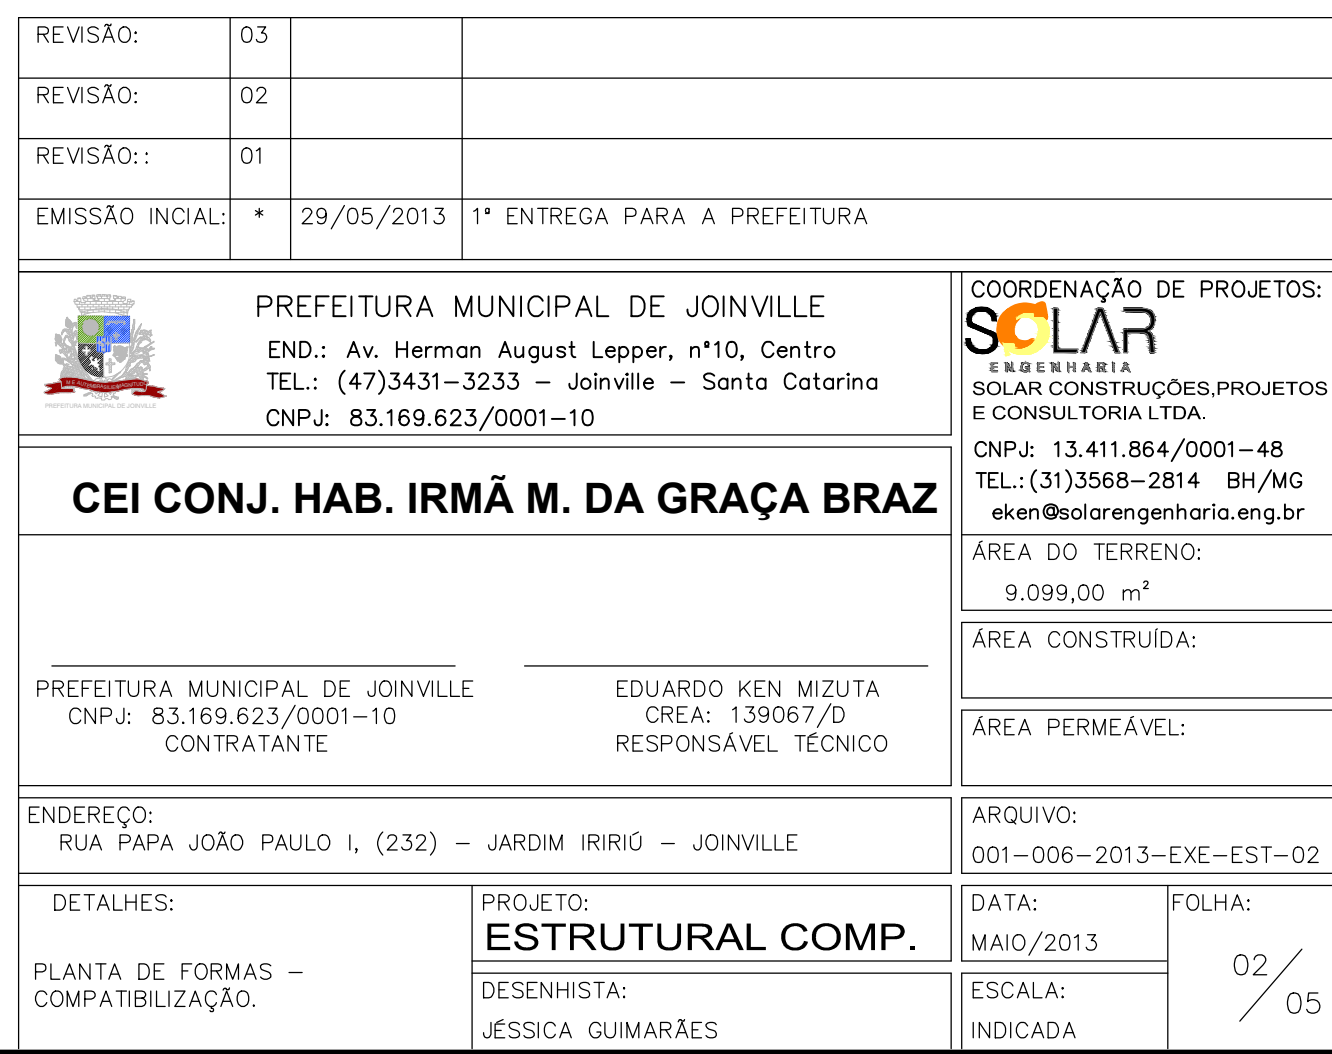 REVISÃO: 03
REVISÃO: 02
REVISÃO:: 01
EMISSÃO INCIAL: * 29/05/2013 1ª ENTREGA PARA A PREFEITURA
PREFEITURA MUNICIPAL DE JOINVILLE
END.: Av. Herman August Lepper, nº10, Centro
TEL.: (47)3431-3233 - Joinville - Santa Catarina
CNPJ: 83.169.623/0001-10
PREFEITURA MUNICIPAL DE JOINVILLE
COORDENAÇÃO DE PROJETOS:
SOLAR
ENGENHARIA
SOLAR CONSTRUÇÕES,PROJETOS
E CONSULTORIA LTDA.
CNPJ: 13.411.864/0001-48
TEL.:(31)3568-2814 BH/MG
eken@solarengenharia.eng.br
CEI CONJ. HAB. IRMÃ M. DA GRAÇA BRAZ
ÁREA DO TERRENO:
9.099,00 m²
ÁREA CONSTRUÍDA:
ÁREA PERMEÁVEL:
PREFEITURA MUNICIPAL DE JOINVILLE
CNPJ: 83.169.623/0001-10
CONTRATANTE
EDUARDO KEN MIZUTA
CREA: 139067/D
RESPONSÁVEL TÉCNICO
ENDEREÇO:
RUA PAPA JOÃO PAULO I, (232) - JARDIM IRIRIÚ - JOINVILLE
ARQUIVO:
001-006-2013-EXE-EST-02
DETALHES:
PLANTA DE FORMAS -
COMPATIBILIZAÇÃO.
PROJETO:
ESTRUTURAL COMP.
DESENHISTA:
JÉSSICA GUIMARÃES
DATA:
MAIO/2013
ESCALA:
INDICADA
FOLHA:
02/05